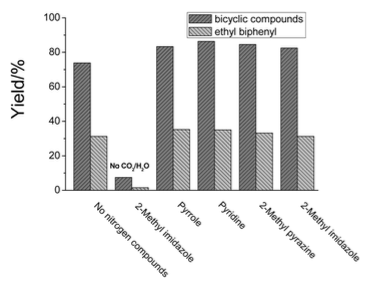 bicyclic compounds
ethyl biphenyl
Yield/%
100
80
60
40
20
0
No CO₂/H₂O
No nitrogen compounds
2-Methyl imidazole
Pyrrole
Pyridine
2-Methyl pyrazine
2-Methyl imidazole